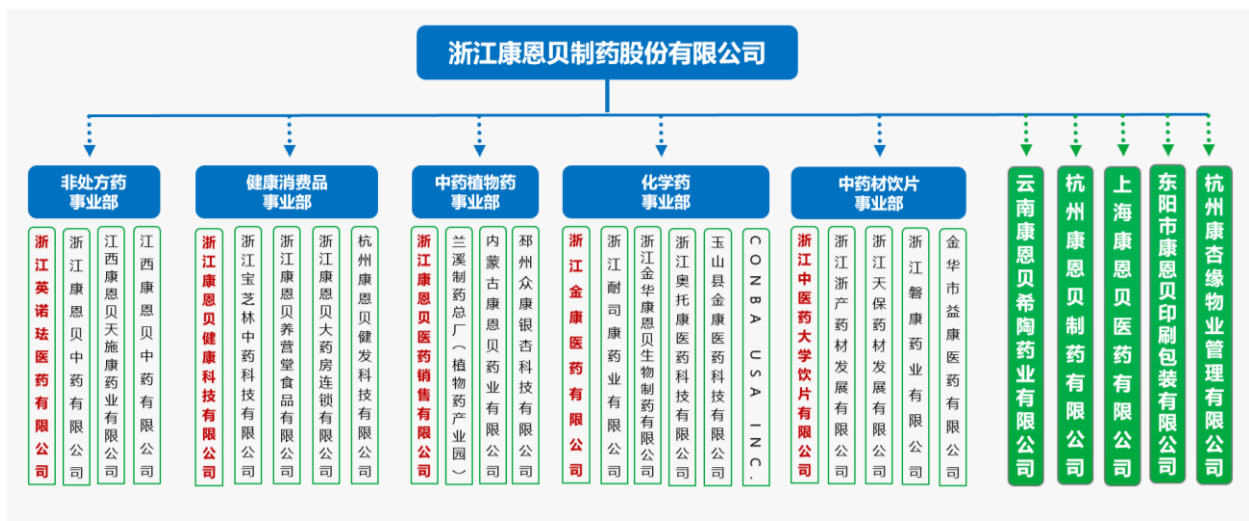 浙江康恩贝制药股份有限公司
非处方药
事业部
浙江英诺珐医药有限公司
浙江康恩贝中药有限公司
江西康恩贝天施康药业有限公司
江西康恩贝中药有限公司
健康消费品
事业部
浙江康恩贝健康科技有限公司
浙江宝芝林中药科技有限公司
浙江康恩贝养营堂食品有限公司
浙江康恩贝大药房连锁有限公司
杭州康恩贝健发科技有限公司
中药植物药
事业部
浙江康恩贝医药销售有限公司
兰溪制药总厂（植物药产业园）
内蒙古康恩贝药业有限公司
邳州众康银杏科技有限公司
化学药
事业部
浙江金康医药有限公司
浙江耐司康药业有限公司
浙江金华康恩贝生物制药有限公司
浙江奥托康医药科技有限公司
玉山县金康医药科技有限公司
CONBA USA INC.
中药材饮片
事业部
浙江中医药大学饮片有限公司
浙江浙产药材发展有限公司
浙江天保药材发展有限公司
浙江磐康药业有限公司
金华市益康医药有限公司
云南康恩贝希陶药业有限公司
杭州康恩贝制药有限公司
上海康恩贝医药有限公司
东阳市康恩贝印刷包装有限公司
杭州康杏缘物业管理有限公司